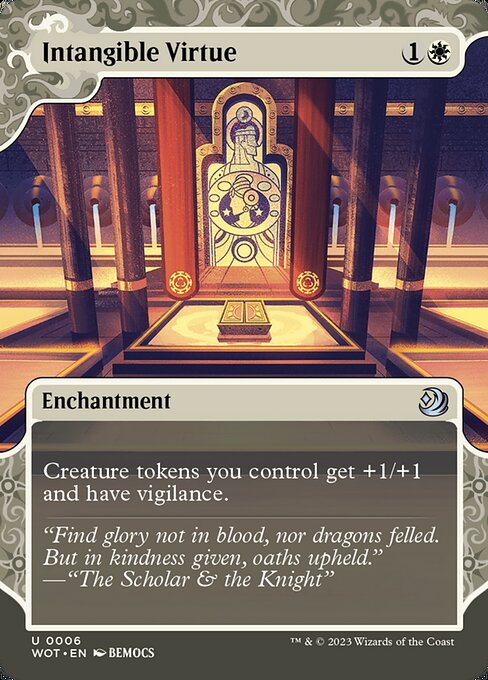 Intangible Virtue 1
Enchantment
Creature tokens you control get +1/+1
and have vigilance.
“Find glory not in blood, nor dragons felled.
But in kindness given, oaths upheld.”
—“The Scholar & the Knight”
U 0006
WOT • EN BEMOCS
™ & © 2023 Wizards of the Coast